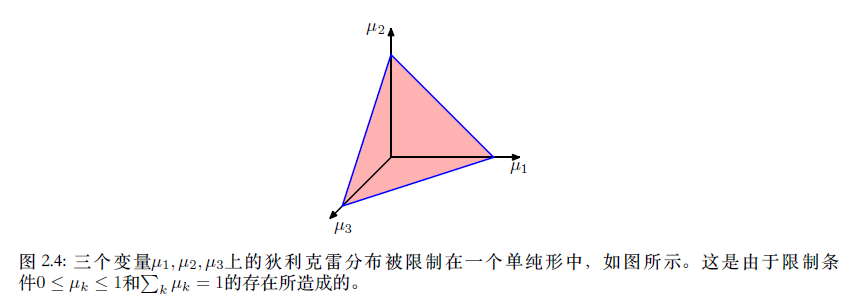 μ2
μ1
μ3
图 2.4: 三个变量μ1, μ2, μ3上的狄利克雷分布被限制在一个单纯形中，如图所示。这是由于限制条
件0 ≤ μk ≤ 1和∑k μk = 1的存在所造成的。